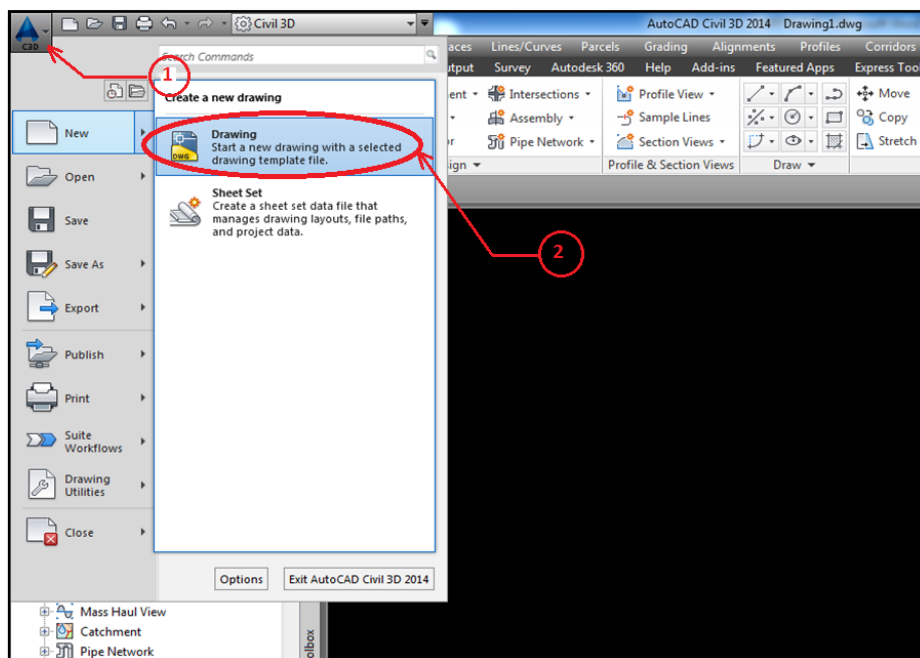 Civil 3D
AutoCAD Civil 3D 2014 Drawing1.dwg
C3D
Search Commands
aces Lines/Curves Parcels Grading Alignments Profiles Corridors
1
tput Survey Autodesk 360 Help Add-ins Featured Apps Express Too
Create a new drawing
ent Intersections Profile View Move
Assembly Sample Lines Copy
r Pipe Network Section Views Stretch
ign Profile & Section Views Draw
New
Open
Save
Save As
Export
Publish
Print
Suite
Workflows
Drawing
Utilities
Close
DWG
Drawing
Start a new drawing with a selected
drawing template file.
Sheet Set
Create a sheet set data file that
manages drawing layouts, file paths,
and project data.
2
Options Exit AutoCAD Civil 3D 2014
Mass Haul View
Catchment
Pipe Network
olbox